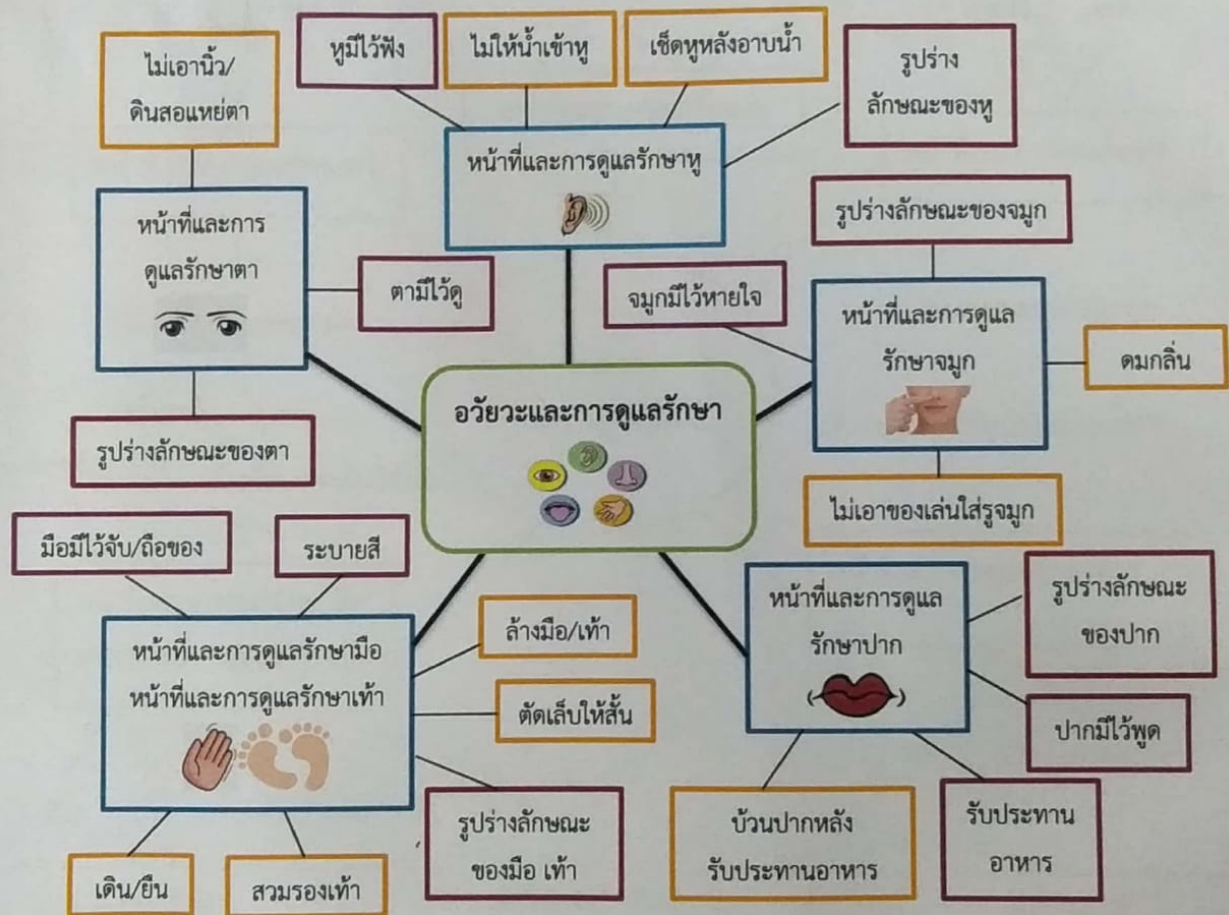 หูมีไว้ฟัง
ไม่ให้น้ำเข้าหู
เช็ดหูหลังอาบน้ำ
รูปร่าง
ลักษณะของหู
ไม่เอานิ้ว/
ดินสอแหย่ตา
หน้าที่และการดูแลรักษาหู
หน้าที่และการ
ดูแลรักษาตา
ตามีไว้ดู
รูปร่างลักษณะของตา
รูปร่างลักษณะของจมูก
จมูกมีไว้หายใจ
หน้าที่และการดูแล
รักษาจมูก
ดมกลิ่น
ไม่เอาของเล่นใส่รูจมูก
อวัยวะและการดูแลรักษา
มือมีไว้จับ/ถือของ
ระบายสี
หน้าที่และการดูแลรักษามือ
หน้าที่และการดูแลรักษาเท้า
ล้างมือ/เท้า
ตัดเล็บให้สั้น
รูปร่างลักษณะ
ของมือ เท้า
เดิน/ยืน
สวมรองเท้า
หน้าที่และการดูแล
รักษาปาก
รูปร่างลักษณะ
ของปาก
ปากมีไว้พูด
รับประทาน
อาหาร
บ้วนปากหลัง
รับประทานอาหาร